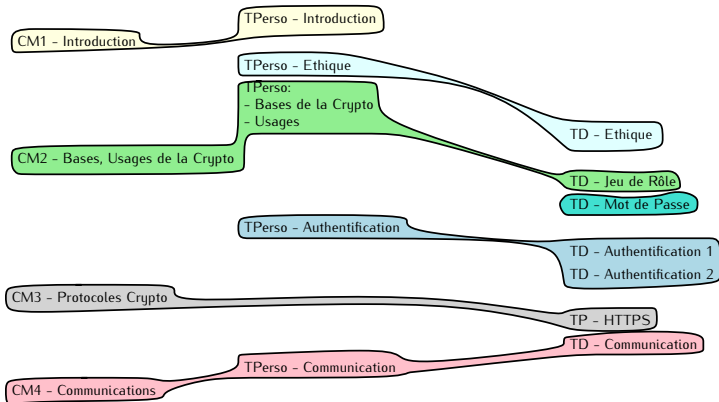 TPerso - Introduction
CM1 - Introduction
TPerso - Ethique
TPerso:
- Bases de la Crypto
- Usages
TD - Ethique
CM2 - Bases, Usages de la Crypto
TD - Jeu de Rôle
TD - Mot de Passe
TPerso - Authentification
TD - Authentification 1
TD - Authentification 2
CM3 - Protocoles Crypto
TP - HTTPS
TD - Communication
TPerso - Communication
CM4 - Communications